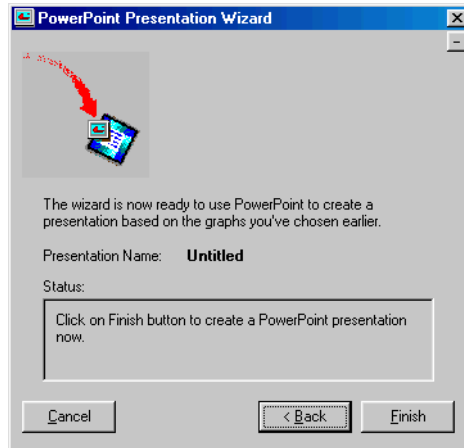 PowerPoint Presentation Wizard
The wizard is now ready to use PowerPoint to create a
presentation based on the graphs you've chosen earlier.
Presentation Name: Untitled
Status:
Click on Finish button to create a PowerPoint presentation
now.
Cancel < Back Finish